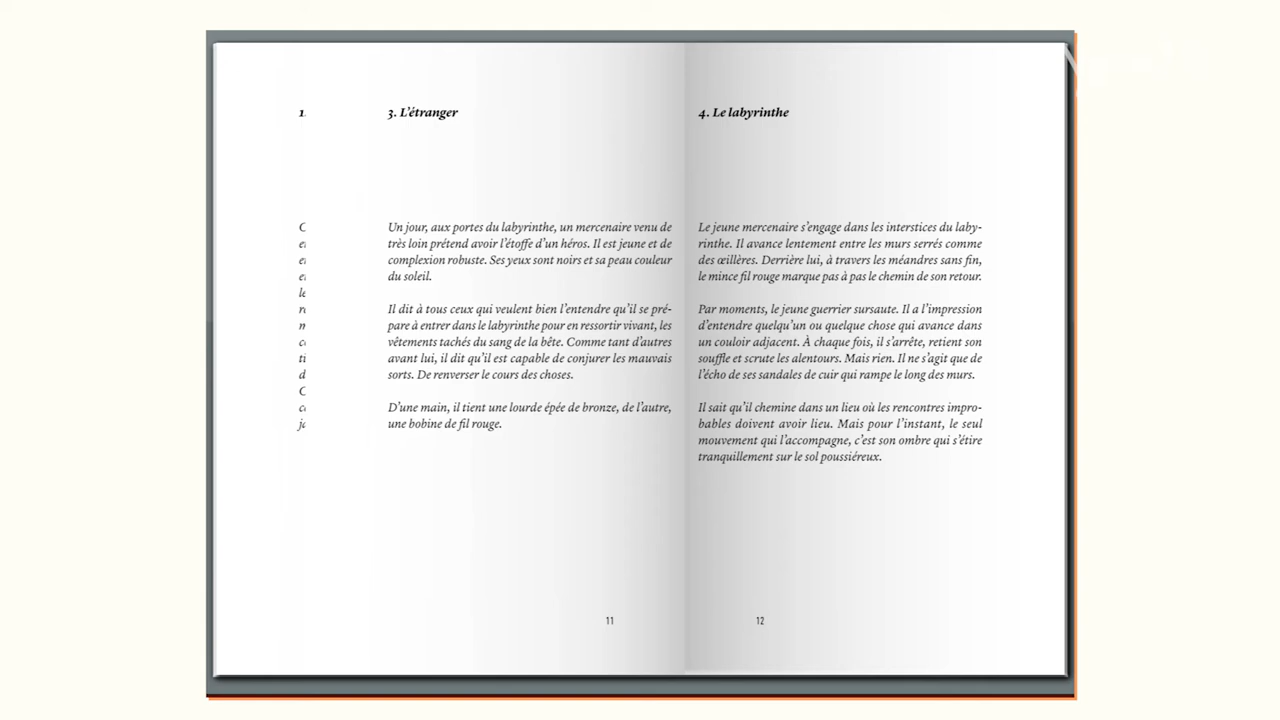 1.
3. L'étranger
Un jour, aux portes du labyrinthe, un mercenaire venu de
très loin prétend avoir l'étoffe d'un héros. Il est jeune et de
complexion robuste. Ses yeux sont noirs et sa peau couleur
du soleil.
Il dit à tous ceux qui veulent bien l'entendre qu'il se pré-
pare à entrer dans le labyrinthe pour en ressortir vivant, les
vêtements tachés du sang de la bête. Comme tant d'autres
avant lui, il dit qu'il est capable de conjurer les mauvais
sorts. De renverser le cours des choses.
D'une main, il tient une lourde épée de bronze, de l'autre,
une bobine de fil rouge.
11
4. Le labyrinthe
Le jeune mercenaire s'engage dans les interstices du laby-
rinthe. Il avance lentement entre les murs serrés comme
des œillères. Derrière lui, à travers les méandres sans fin,
le mince fil rouge marque pas à pas le chemin de son retour.
Par moments, le jeune guerrier sursaute. Il a l'impression
d'entendre quelqu'un ou quelque chose qui avance dans
un couloir adjacent. À chaque fois, il s'arrête, retient son
souffle et scrute les alentours. Mais rien. Il ne s'agit que de
l'écho de ses sandales de cuir qui rampe le long des murs.
Il sait qu'il chemine dans un lieu où les rencontres impro-
bables doivent avoir lieu. Mais pour l'instant, le seul
mouvement qui l'accompagne, c'est son ombre qui s'étire
tranquillement sur le sol poussiéreux.
12